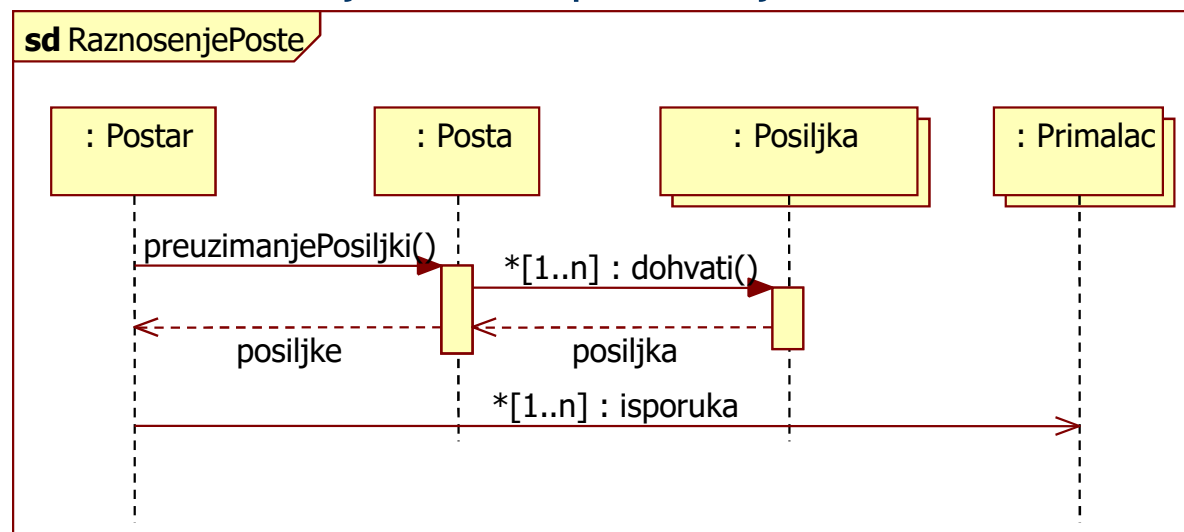 sd RaznosenjePoste
: Postar
: Posta
: Posiljka
: Primalac
preuzimanjePosiljki()
*[1..n] : dohvati()
posiljke
posiljka
*[1..n] : isporuka